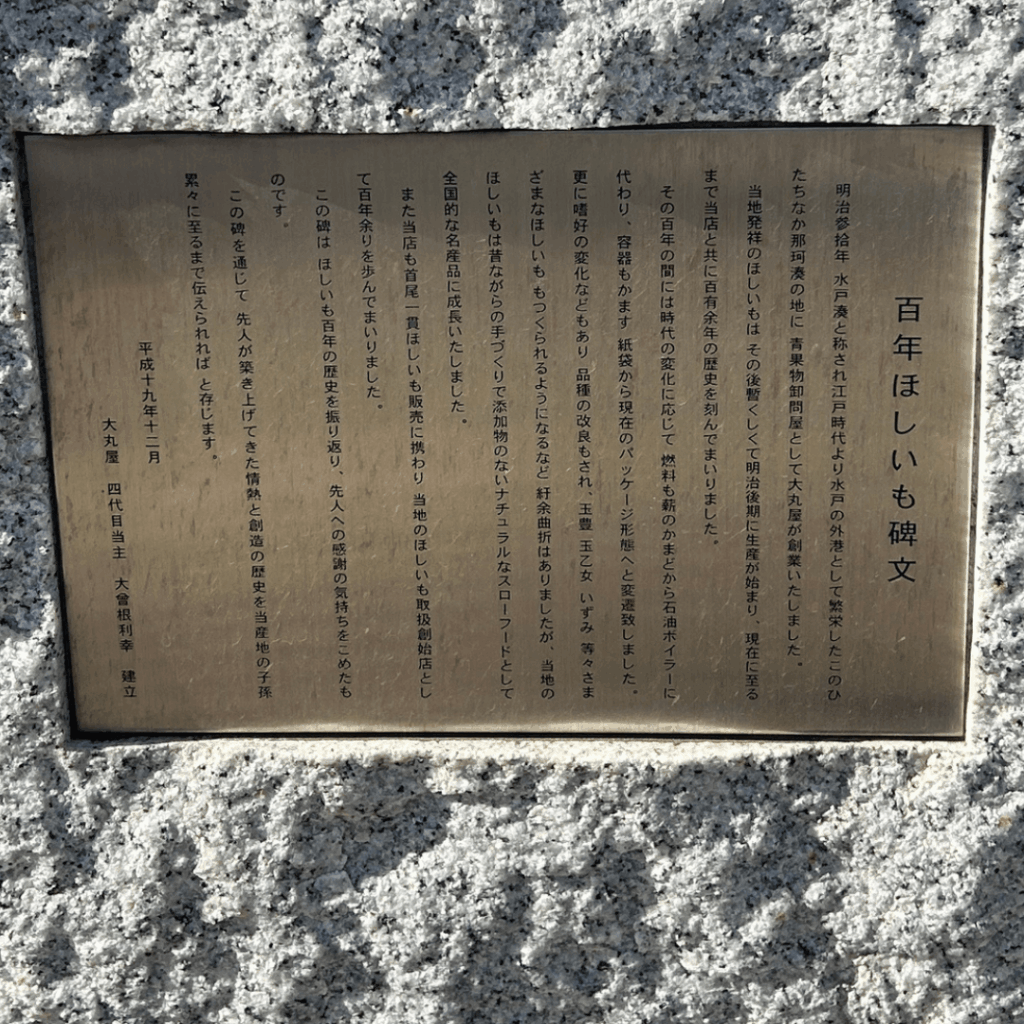 百年ほしいも碑文
明治参拾年 水戸湊と称され江戸時代より水戸の外港として繁栄したこのひ
たちなか那珂湊の地に 青果物卸問屋として大丸屋が創業いたしました。
当地発祥のほしいもは その後暫くしくて明治後期に生産が始まり、現在に至る
まで当店と共に百有余年の歴史を刻んでまいりました。
その百年の間には時代の変化に応じて 燃料も薪のかまどから石油ボイラーに
代わり、容器もかます 紙袋から現在のパッケージ形態へと変遷致しました。
更に嗜好の変化などもあり 品種の改良もされ、玉豊 玉乙女 いずみ 等々さま
ざまなほしいも もつくられるようになるなど 紆余曲折はありましたが、当地の
ほしいもは昔ながらの手づくりで添加物のないナチュラルなスローフードとして
全国的な名産品に成長いたしました。
また当店も首尾一貫ほしいも販売に携わり 当地のほしいも取扱創始店とし
て百年余りを歩んでまいりました。
この碑は ほしいも百年の歴史を振り返り、先人への感謝の気持ちをこめたも
のです。
この碑を通じて 先人が築き上げてきた情熱と創造の歴史を当産地の子孫
累々に至るまで伝えられれば と存じます。
平成十九年十二月
大丸屋 四代目当主 大曾根利幸 建立